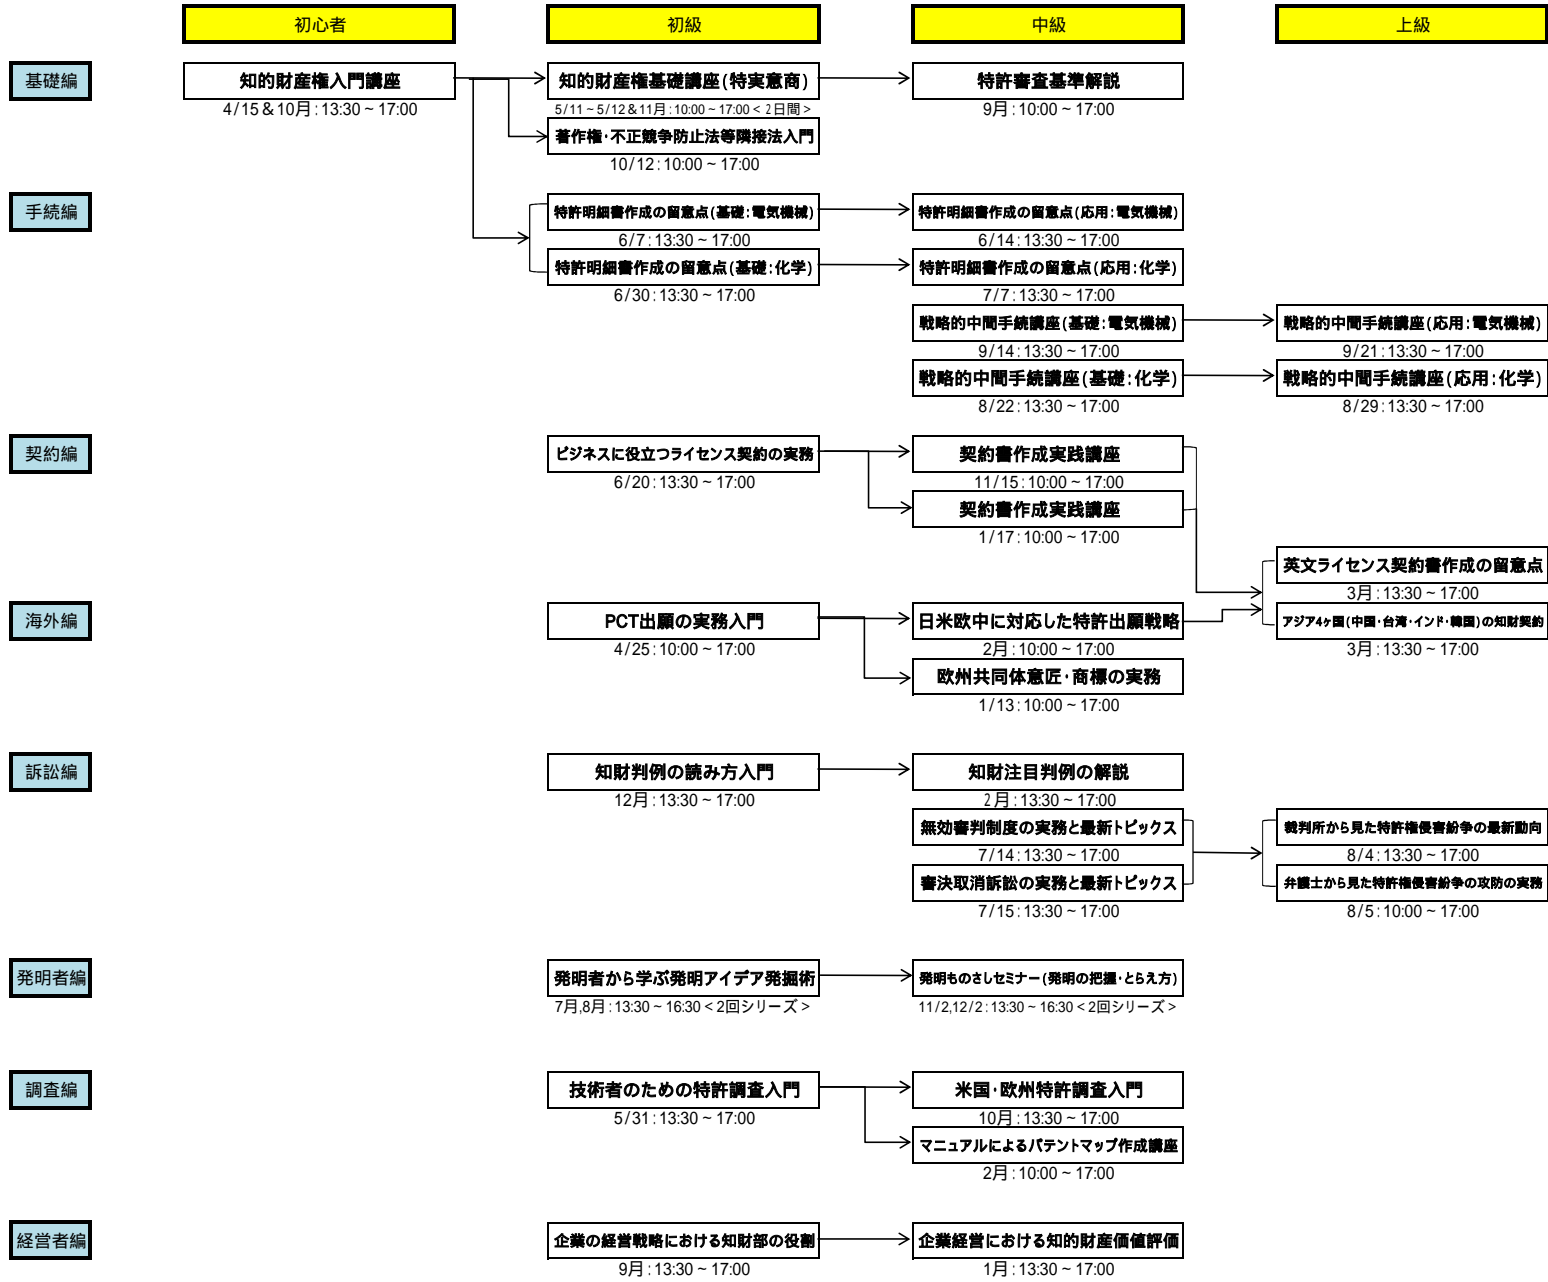 初心者
初級
中級
上級
基礎編
知的財産権入門講座
4/15＆10月:13:30～17:00
知的財産権基礎講座(特実意商)
5/11～5/12＆11月:10:00～17:00＜2日間＞
特許審査基準解説
9月:10:00～17:00
著作権･不正競争防止法等隣接法入門
10/12:10:00～17:00
手続編
特許明細書作成の留意点(基礎:電気機械)
6/7:13:30～17:00
特許明細書作成の留意点(応用:電気機械)
6/14:13:30～17:00
特許明細書作成の留意点(基礎:化学)
6/30:13:30～17:00
特許明細書作成の留意点(応用:化学)
7/7:13:30～17:00
戦略的中間手続講座(基礎:電気機械)
9/14:13:30～17:00
戦略的中間手続講座(応用:電気機械)
9/21:13:30～17:00
戦略的中間手続講座(基礎:化学)
8/22:13:30～17:00
戦略的中間手続講座(応用:化学)
8/29:13:30～17:00
契約編
ビジネスに役立つライセンス契約の実務
6/20:13:30～17:00
契約書作成実践講座
11/15:10:00～17:00
契約書作成実践講座
1/17:10:00～17:00
英文ライセンス契約書作成の留意点
3月:13:30～17:00
海外編
PCT出願の実務入門
4/25:10:00～17:00
日米欧中に対応した特許出願戦略
2月:10:00～17:00
アジア4ヶ国(中国･台湾･インド･韓国)の知財契約
3月:13:30～17:00
欧州共同体意匠･商標の実務
1/13:10:00～17:00
訴訟編
知財判例の読み方入門
12月:13:30～17:00
知財注目判例の解説
2月:13:30～17:00
無効審判制度の実務と最新トピックス
7/14:13:30～17:00
裁判所から見た特許権侵害紛争の最新動向
8/4:13:30～17:00
審決取消訴訟の実務と最新トピックス
7/15:13:30～17:00
弁護士から見た特許権侵害紛争の攻防の実務
8/5:10:00～17:00
発明者編
発明者から学ぶ発明アイデア発掘術
7月,8月:13:30～16:30＜2回シリーズ＞
発明ものさしセミナー(発明の把握･とらえ方)
11/2,12/2:13:30～16:30＜2回シリーズ＞
調査編
技術者のための特許調査入門
5/31:13:30～17:00
米国･欧州特許調査入門
10月:13:30～17:00
マニュアルによるパテントマップ作成講座
2月:10:00～17:00
経営者編
企業の経営戦略における知財部の役割
9月:13:30～17:00
企業経営における知的財産価値評価
1月:13:30～17:00